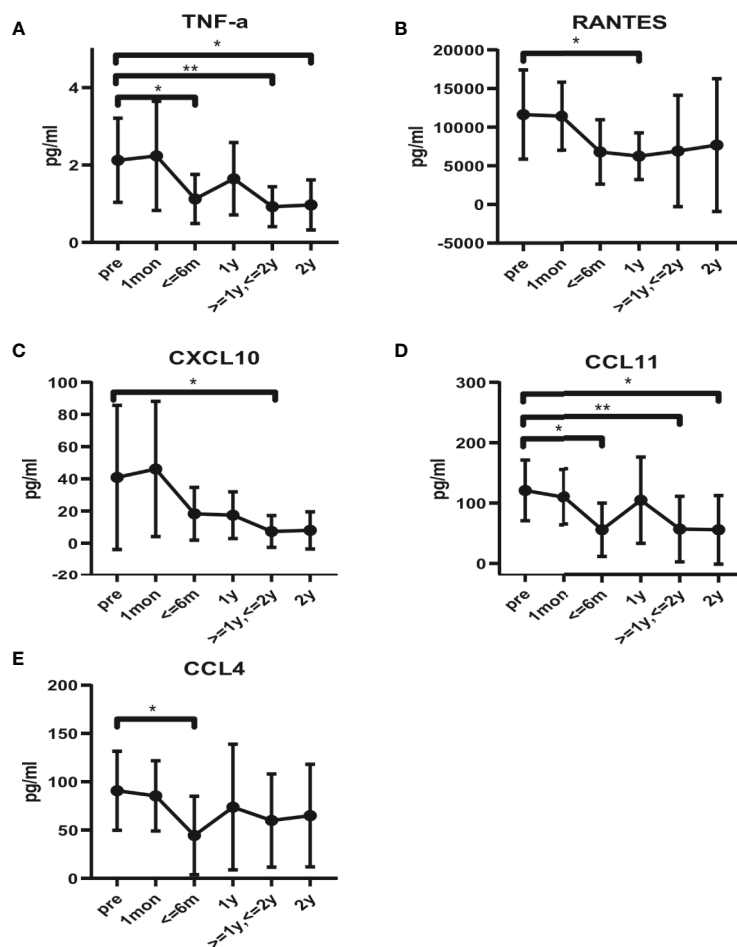 A
TNF-a
*
**
*
4
2
0
pg/ml
pre
1mon
<=6m
1y
>=1y,<=2y
2y
B
RANTES
*
20000
15000
10000
5000
0
-5000
pg/ml
pre
1mon
<=6m
1y
>=1y,<=2y
2y
C
CXCL10
*
100
80
60
40
20
0
-20
pg/ml
pre
1mon
<=6m
1y
>=1y,<=2y
2y
D
CCL11
*
**
*
300
200
100
0
pg/ml
pre
1mon
<=6m
1y
>=1y,<=2y
2y
E
CCL4
*
200
150
100
50
0
pg/ml
pre
1mon
<=6m
1y
>=1y,<=2y
2y